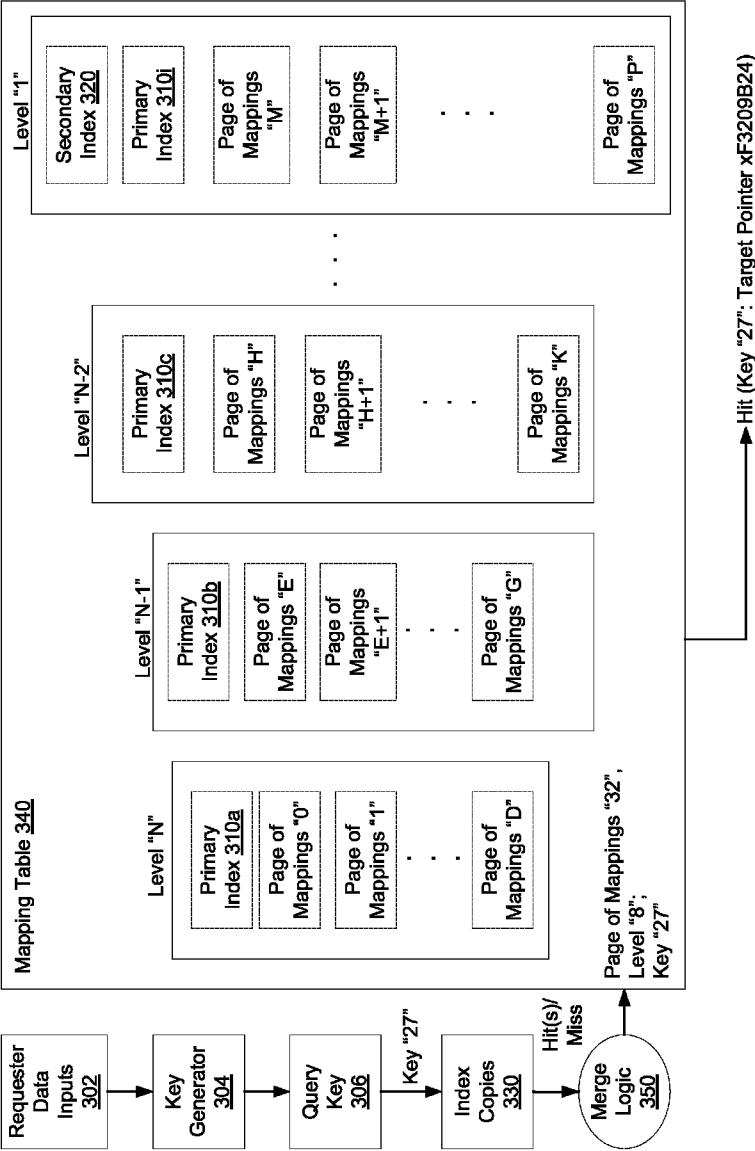 Mapping Table 340
Level “N”
Primary
Index 310a
Page of
Mappings “0”
Page of
Mappings “1”
. . .
Page of
Mappings “D”
Level “N-1”
Primary
Index 310b
Page of
Mappings “E”
Page of
Mappings
“E+1”
. . .
Page of
Mappings “G”
Level “N-2”
Primary
Index 310c
Page of
Mappings “H”
Page of
Mappings
“H+1”
. . .
Page of
Mappings “K”
. . .
Level “1”
Secondary
Index 320
Primary
Index 310i
Page of
Mappings
“M”
Page of
Mappings
“M+1”
. . .
Page of
Mappings “P”
Requester
Data
Inputs
302
Key
Generator
304
Query
Key
306
Key “27”
Index
Copies
330
Hit(s)/
Miss
Merge
Logic
350
Page of Mappings “32”,
Level “8”,
Key “27”
Hit (Key “27”: Target Pointer xF3209B24)